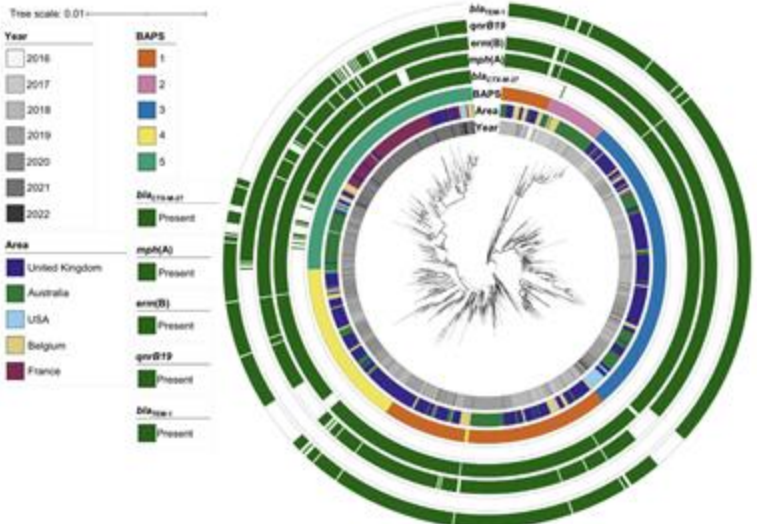 Tree scale: 0.01
Year
2016
2017
2018
2019
2020
2021
2022
Area
United Kingdom
Australia
USA
Belgium
France
BAPS
1
2
3
4
5
blaCTX-M-27
Present
mph(A)
Present
erm(B)
Present
qnrB19
Present
blaTEM-1
Present
blaTEM-1
qnrB19
erm(B)
mph(A)
blaCTX-M-27
BAPS
Area
Year